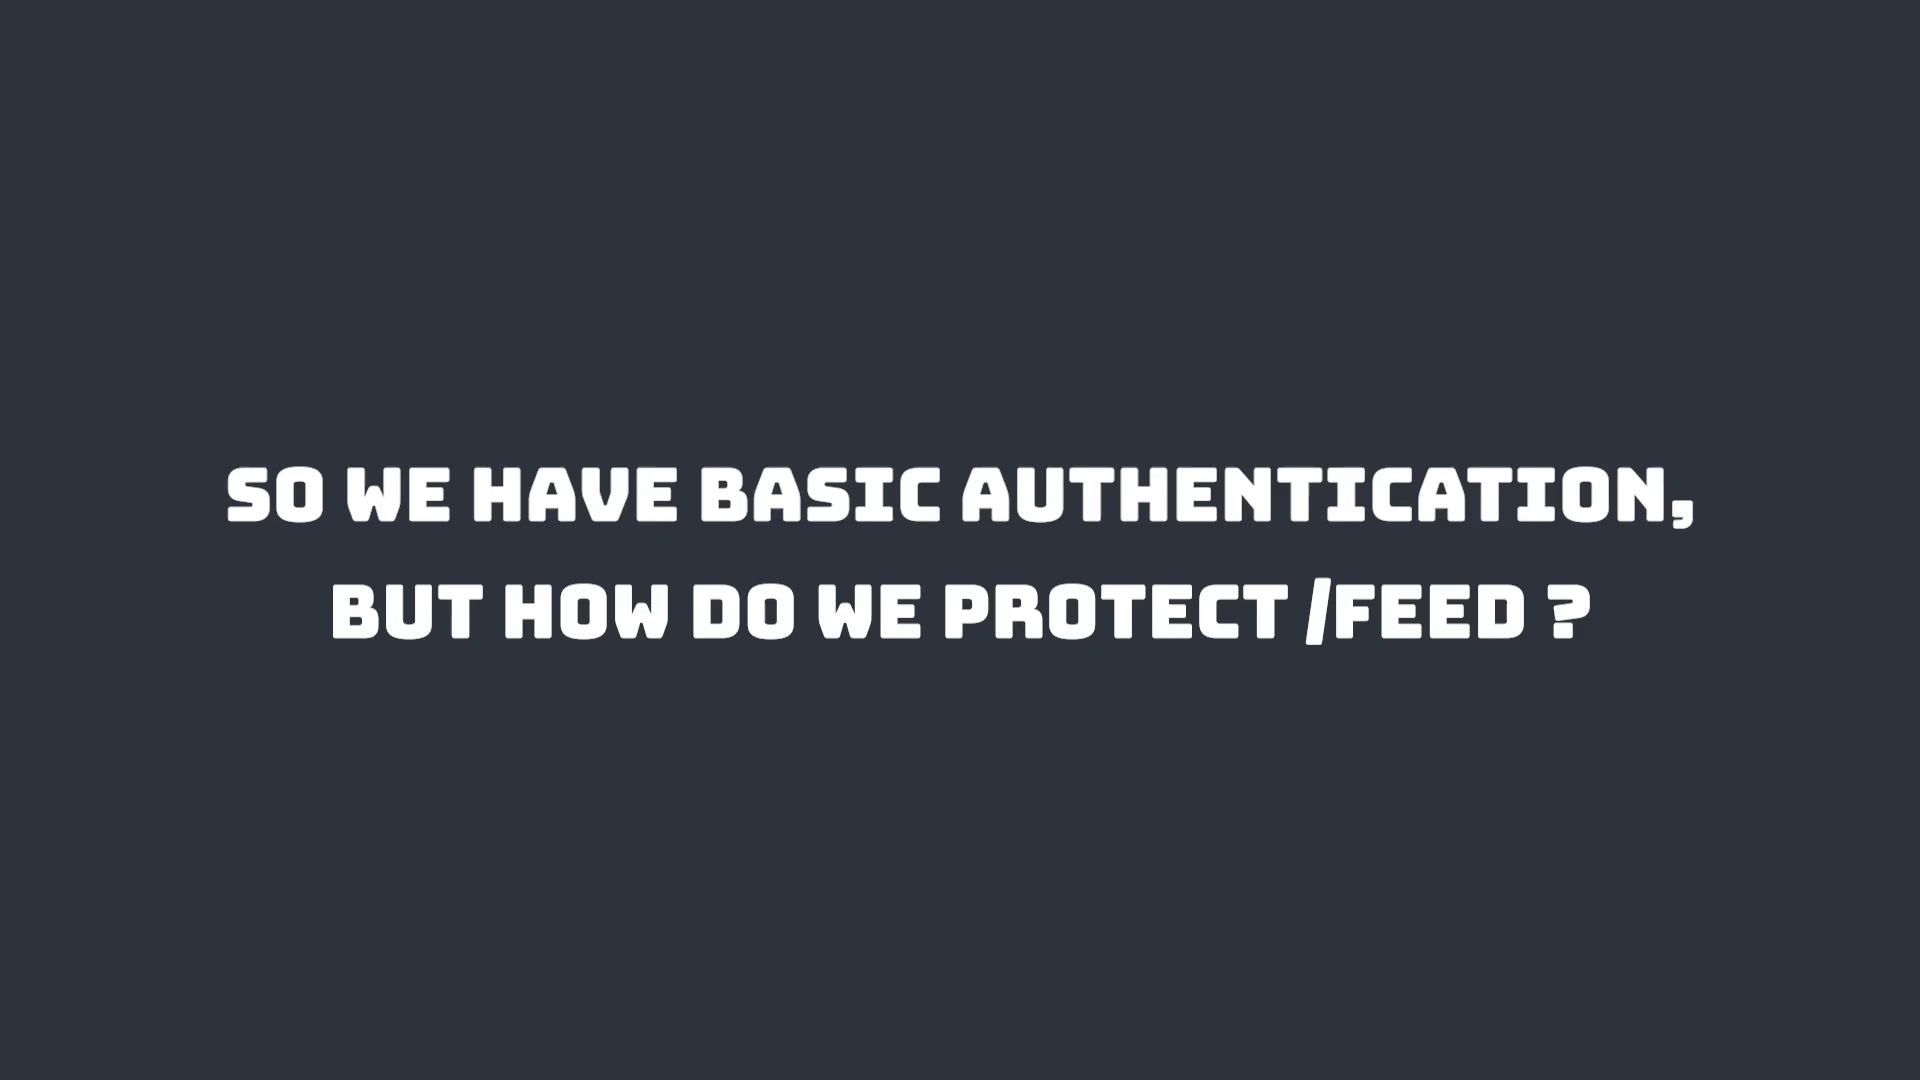 SO WE HAVE BASIC AUTHENTICATION,
BUT HOW DO WE PROTECT /FEED ?